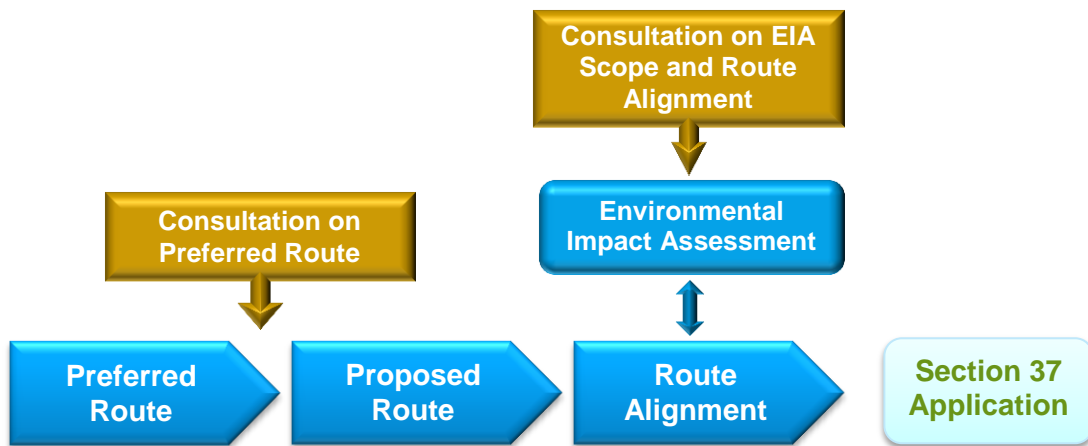 Consultation on EIA
Scope and Route
Alignment
Environmental
Impact Assessment
Consultation on
Preferred Route
Preferred
Route
Proposed
Route
Route
Alignment
Section 37
Application